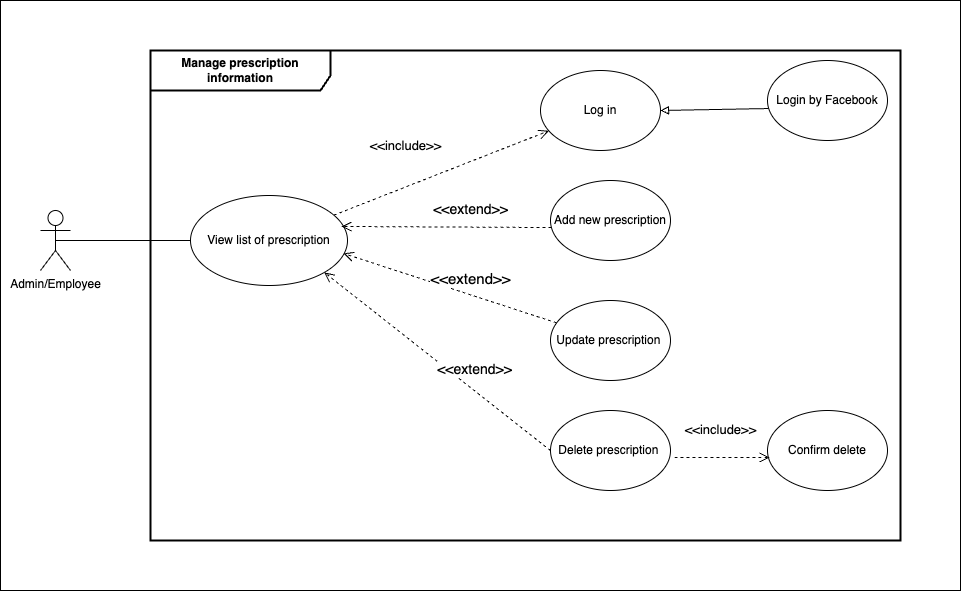 Manage prescription
information
Log in
Login by Facebook
<<include>>
<<extend>>
Add new prescription
View list of prescription
Admin/Employee
<<extend>>
Update prescription
<<extend>>
Delete prescription
<<include>>
Confirm delete